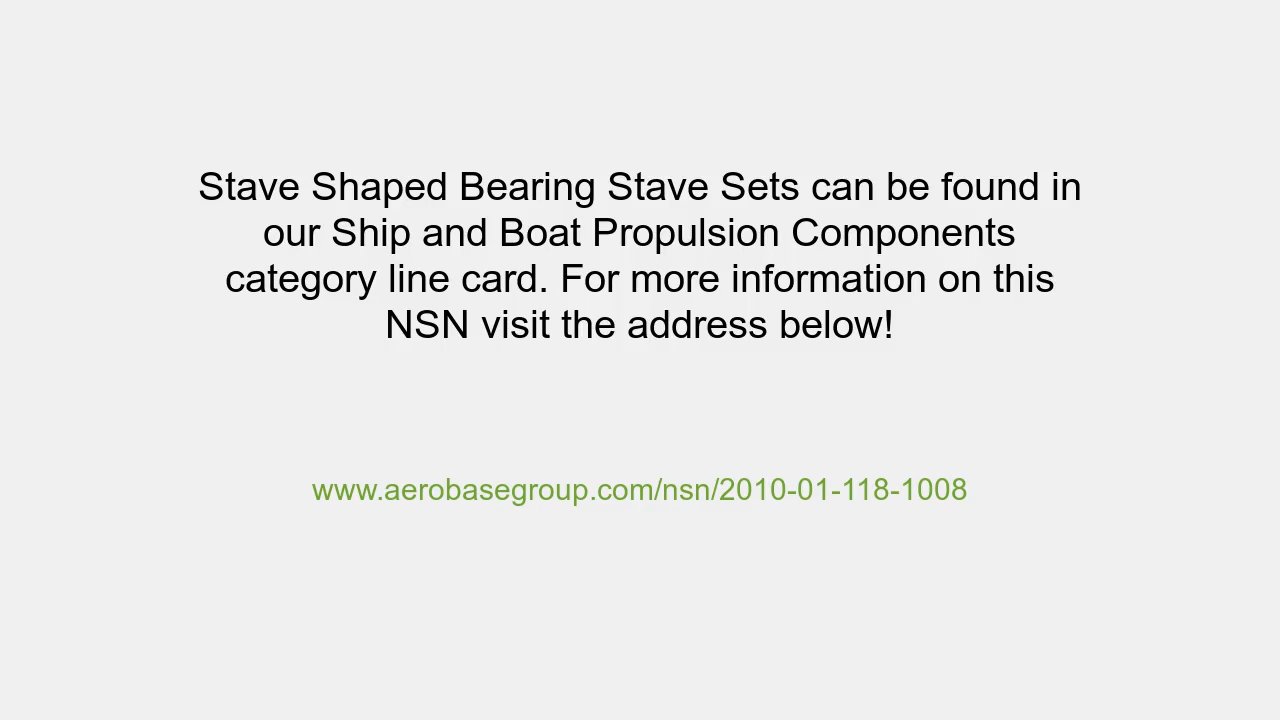 Stave Shaped Bearing Stave Sets can be found in
our Ship and Boat Propulsion Components
category line card. For more information on this
NSN visit the address below!
www.aerobasegroup.com/nsn/2010-01-118-1008